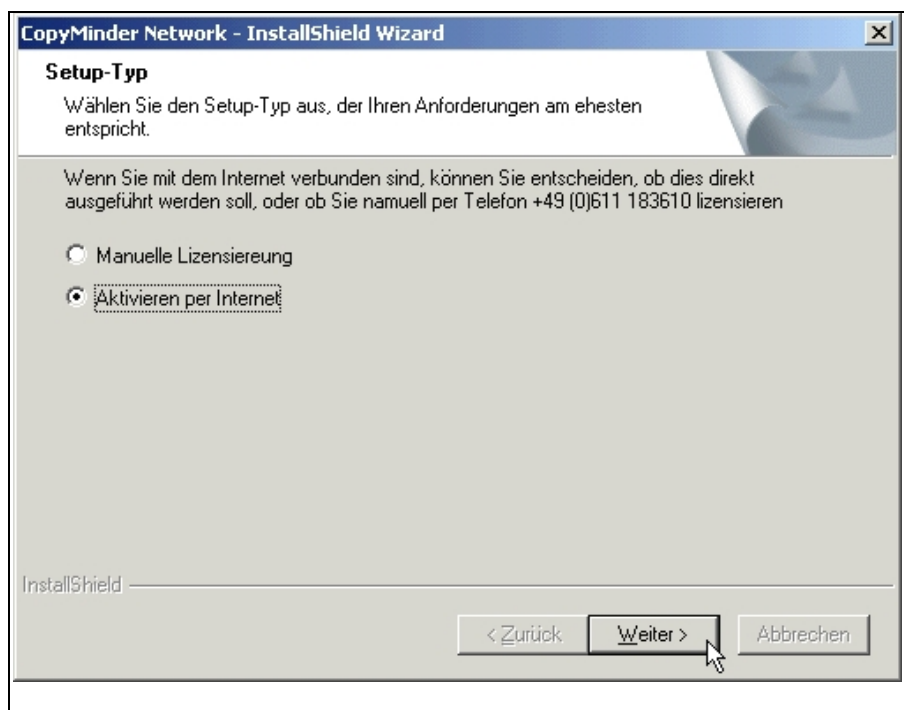 CopyMinder Network - InstallShield Wizard
Setup-Typ
Wählen Sie den Setup-Typ aus, der Ihren Anforderungen am ehesten
entspricht.
Wenn Sie mit dem Internet verbunden sind, können Sie entscheiden, ob dies direkt
ausgeführt werden soll, oder ob Sie namuell per Telefon +49 (0)611 183610 lizensieren
Manuelle Lizensiereung
Aktivieren per Internet
InstallShield
< Zurück
Weiter >
Abbrechen